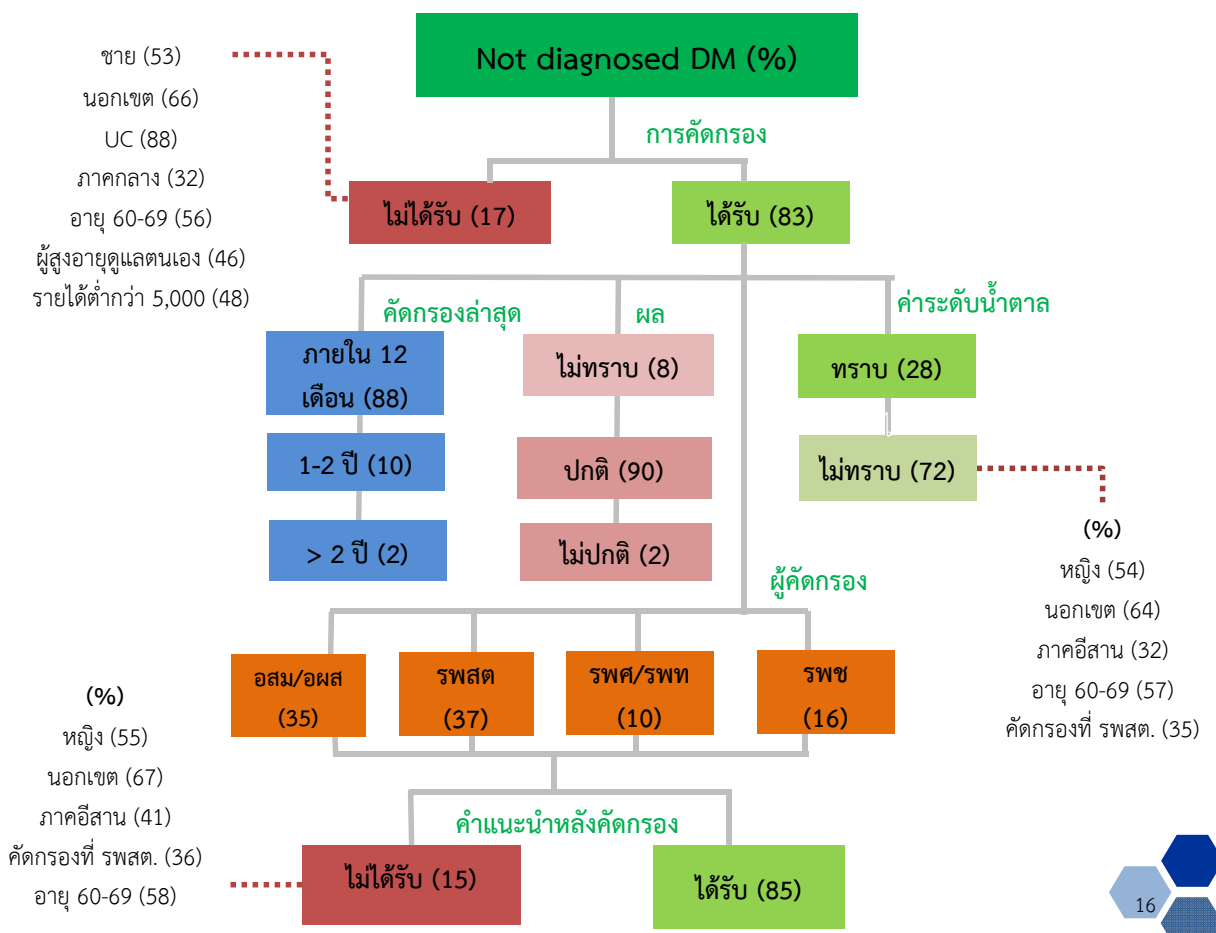 Not diagnosed DM (%)
การคัดกรอง
ชาย (53)
นอกเขต (66)
UC (88)
ภาคกลาง (32)
อายุ 60-69 (56)
ผู้สูงอายุดูแลตนเอง (46)
รายได้ต่ำกว่า 5,000 (48)
ไม่ได้รับ (17)
ได้รับ (83)
คัดกรองล่าสุด
ภายใน 12
เดือน (88)
1-2 ปี (10)
> 2 ปี (2)
ผล
ไม่ทราบ (8)
ปกติ (90)
ไม่ปกติ (2)
ค่าระดับน้ำตาล
ทราบ (28)
ไม่ทราบ (72)
(%)
หญิง (54)
นอกเขต (64)
ภาคอีสาน (32)
อายุ 60-69 (57)
คัดกรองที่ รพสต. (35)
ผู้คัดกรอง
อสม/อผส
(35)
รพสต
(37)
รพศ/รพท
(10)
รพช
(16)
คำแนะนำหลังคัดกรอง
ไม่ได้รับ (15)
ได้รับ (85)
(%)
หญิง (55)
นอกเขต (67)
ภาคอีสาน (41)
คัดกรองที่ รพสต. (36)
อายุ 60-69 (58)
16